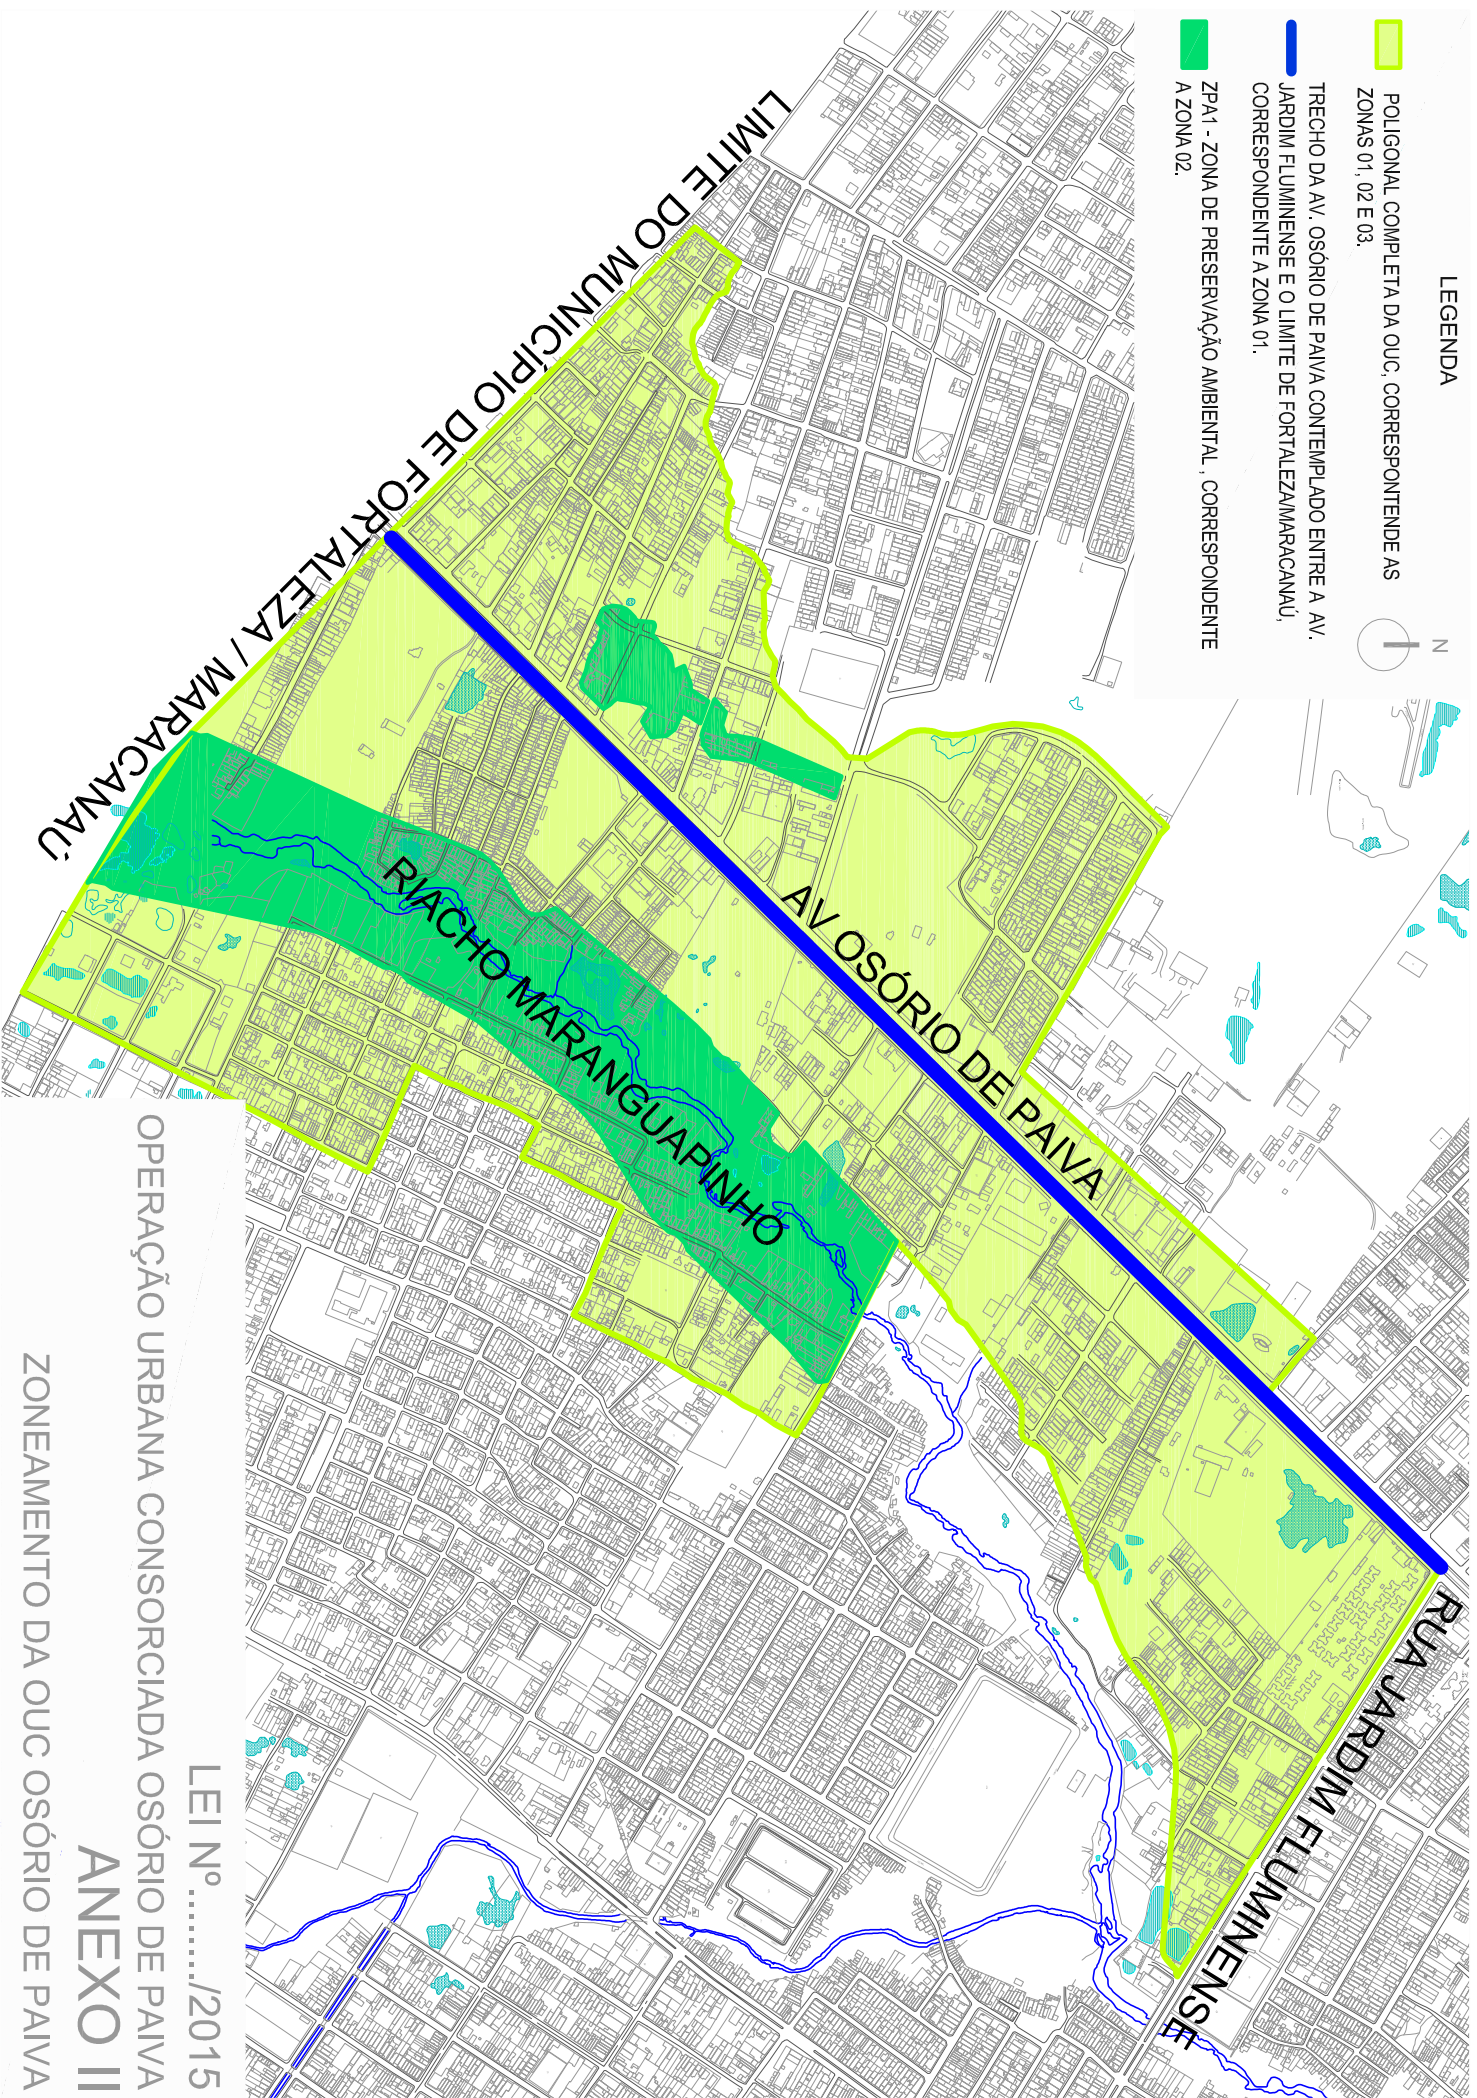 LEGENDA
POLIGONAL COMPLETA DA OUC, CORRESPONTENDE AS
ZONAS 01, 02 E 03.
TRECHO DA AV. OSÓRIO DE PAIVA CONTEMPLADO ENTRE A AV.
JARDIM FLUMINENSE E O LIMITE DE FORTALEZA/MARACANAÚ,
CORRESPONDENTE A ZONA 01.
ZPA1 - ZONA DE PRESERVAÇÃO AMBIENTAL , CORRESPONDENTE
A ZONA 02.
N
LIMITE DO MUNICÍPIO DE FORTALEZA / MARACANAÚ
AV OSÓRIO DE PAIVA
RIACHO MARANGUAPINHO
RUA JARDIM FLUMINENSE
LEI Nº ......../2015
OPERAÇÃO URBANA CONSORCIADA OSÓRIO DE PAIVA
ANEXO II
ZONEAMENTO DA OUC OSÓRIO DE PAIVA